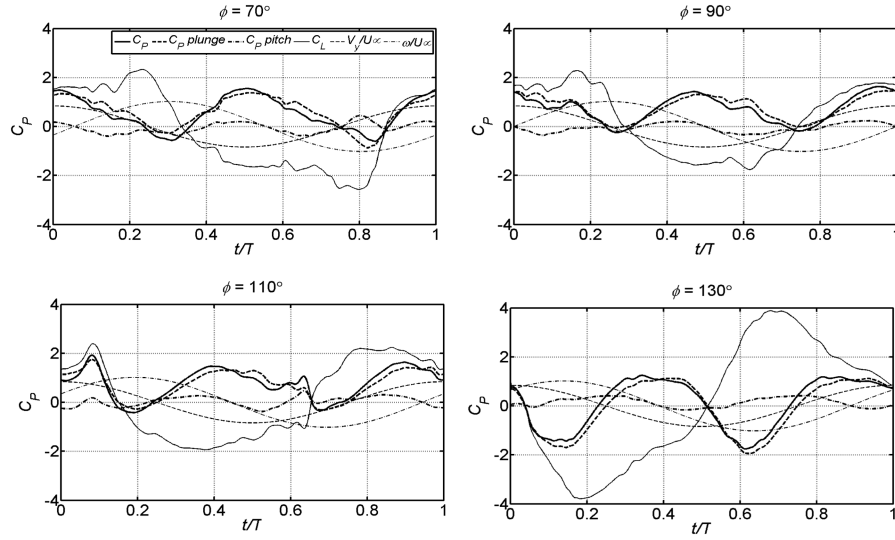 ϕ = 70°
C_P C_P plunge C_P pitch C_L V_y/U∞ ω/U∞
4
2
0
-2
-4
C_P
0 0.2 0.4 0.6 0.8 1
t/T
ϕ = 90°
4
2
0
-2
-4
C_P
0 0.2 0.4 0.6 0.8 1
t/T
ϕ = 110°
4
2
0
-2
-4
C_P
0 0.2 0.4 0.6 0.8 1
t/T
ϕ = 130°
4
2
0
-2
-4
C_P
0 0.2 0.4 0.6 0.8 1
t/T